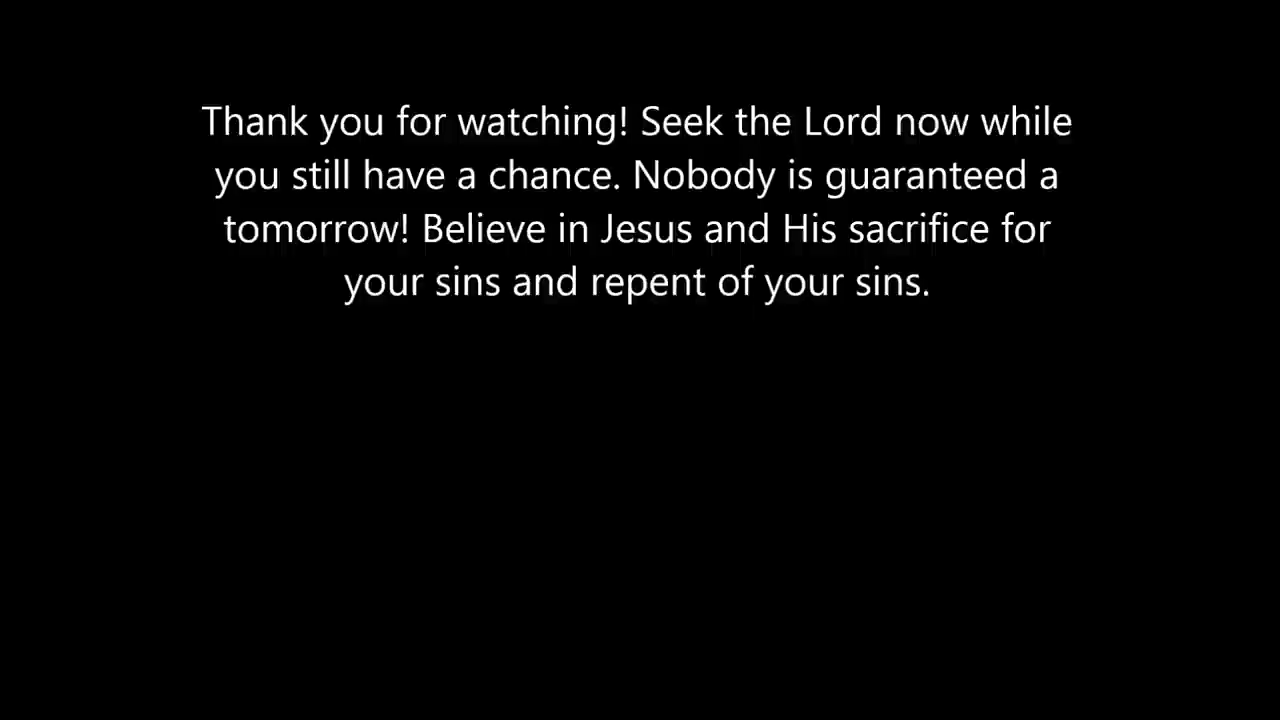 Thank you for watching! Seek the Lord now while
you still have a chance. Nobody is guaranteed a
tomorrow! Believe in Jesus and His sacrifice for
your sins and repent of your sins.